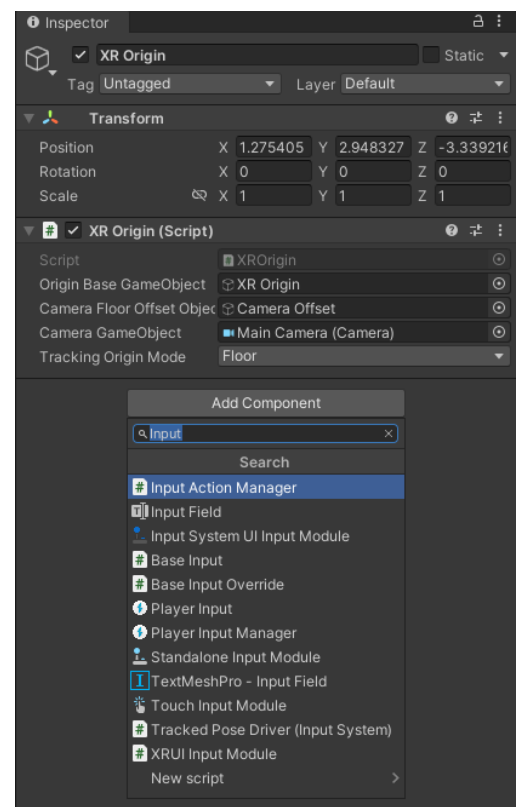 Inspector
XR Origin Static
Tag Untagged Layer Default
Transform
Position X 1.275405 Y 2.948327 Z -3.339216
Rotation X 0 Y 0 Z 0
Scale X 1 Y 1 Z 1
# XR Origin (Script)
Script # XROrigin
Origin Base GameObject XR Origin
Camera Floor Offset Objec Camera Offset
Camera GameObject Main Camera (Camera)
Tracking Origin Mode Floor
Add Component
Input
Search
# Input Action Manager
Input Field
Input System UI Input Module
# Base Input
# Base Input Override
Player Input
Player Input Manager
Standalone Input Module
TextMeshPro - Input Field
Touch Input Module
# Tracked Pose Driver (Input System)
# XRUI Input Module
New script